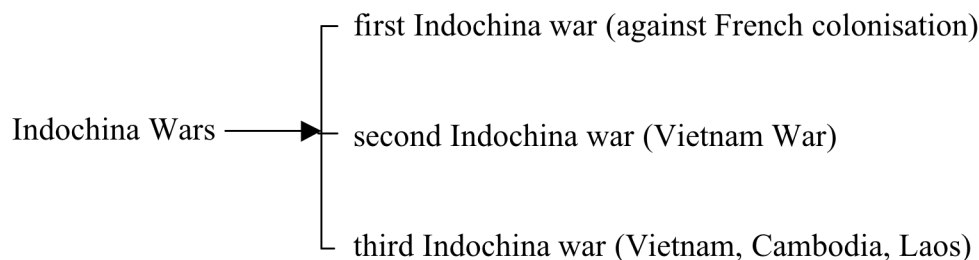 first Indochina war (against French colonisation)
Indochina Wars
second Indochina war (Vietnam War)
third Indochina war (Vietnam, Cambodia, Laos)